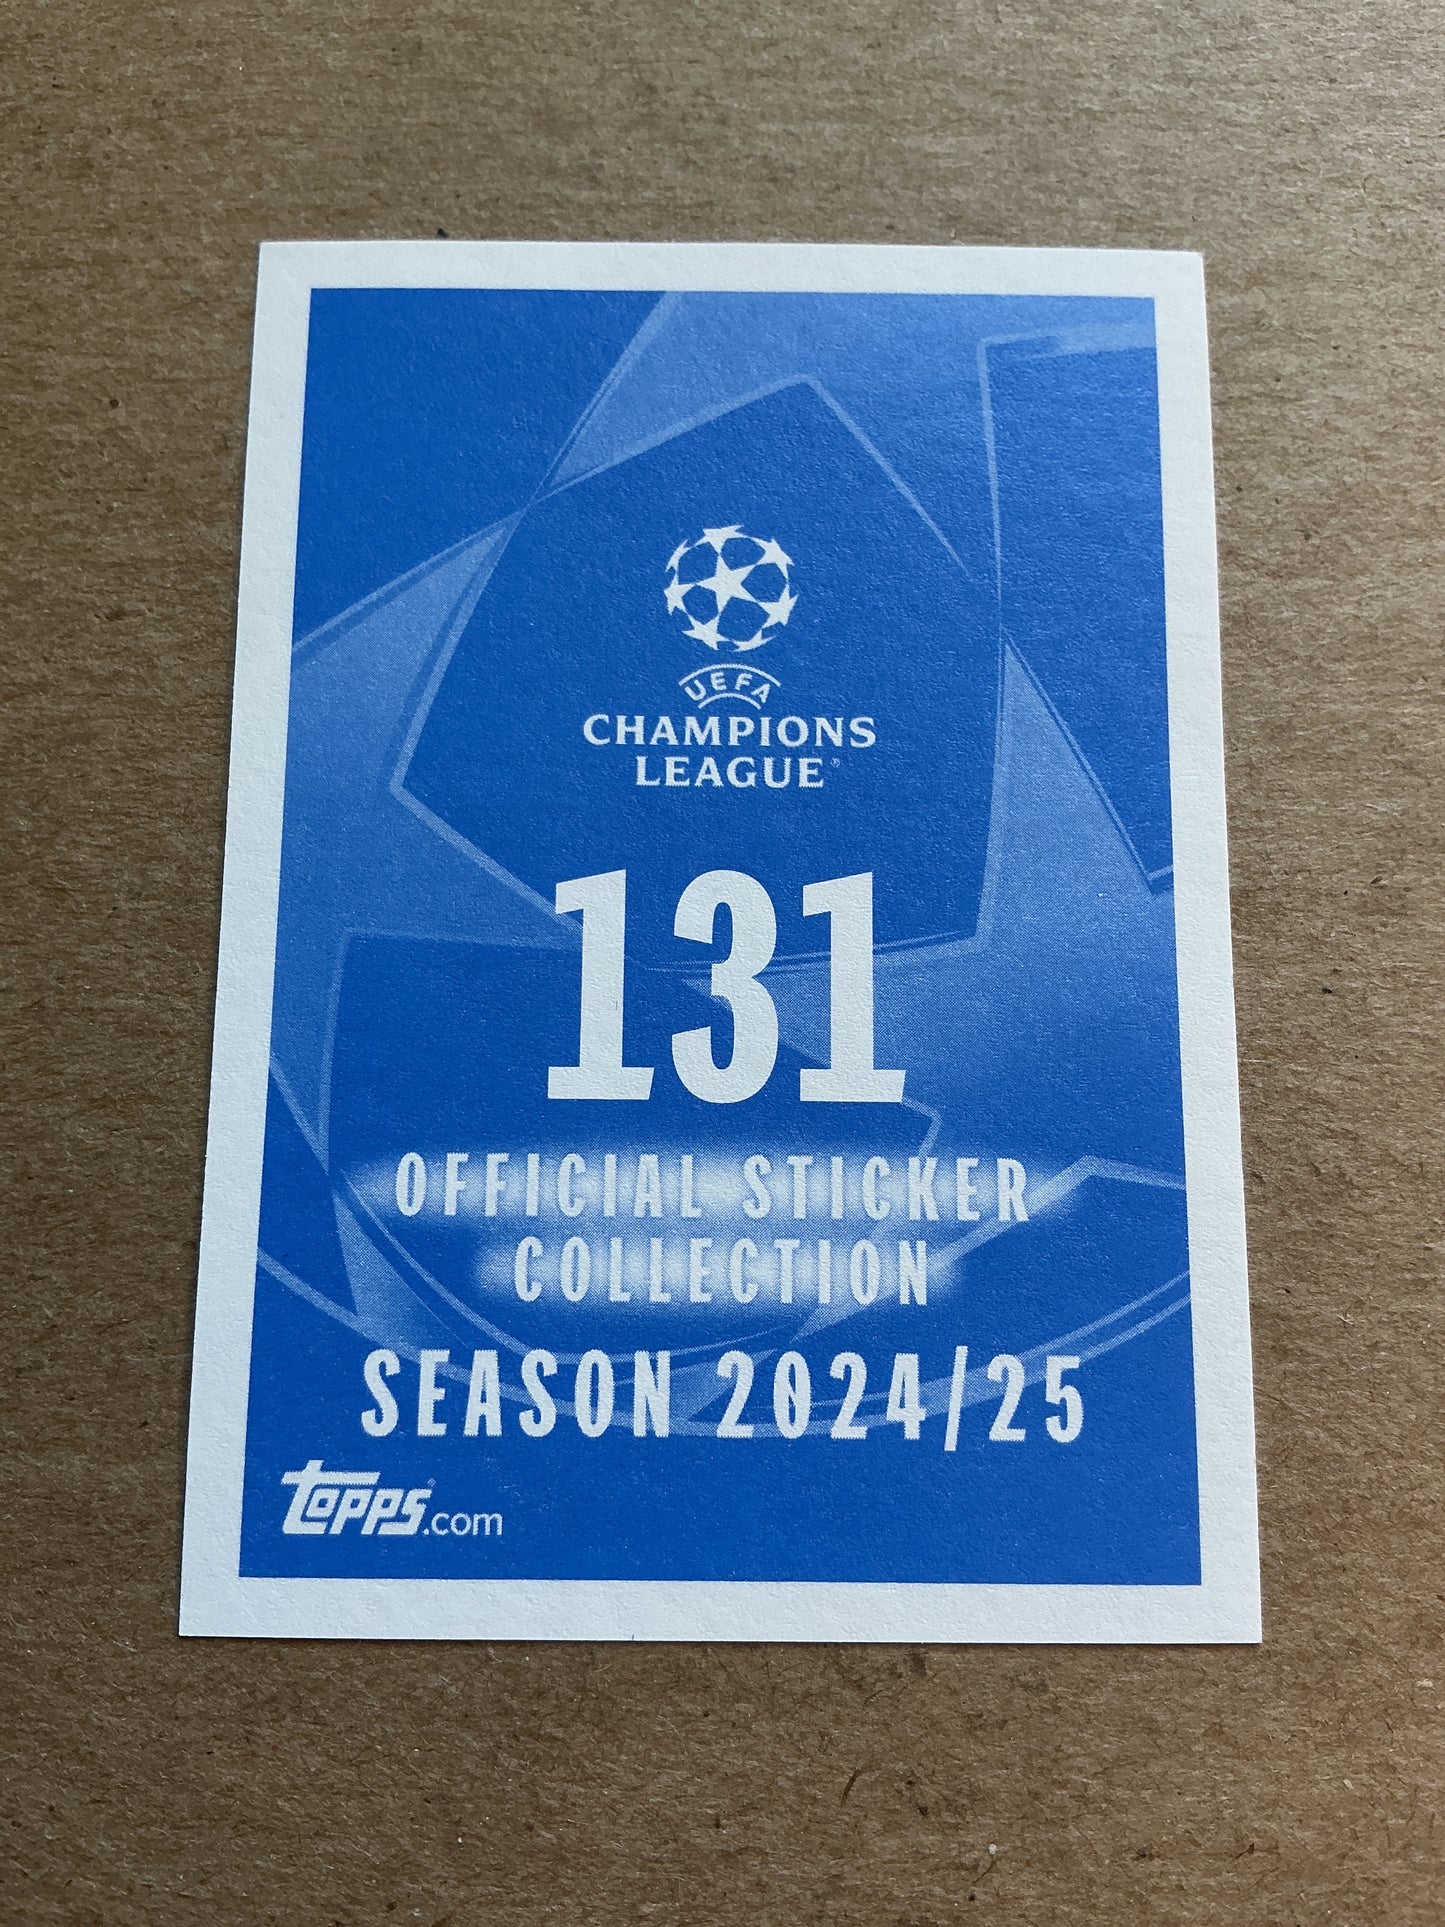 UEFA
CHAMPIONS
LEAGUE®
131
OFFICIAL STICKER
COLLECTION
SEASON 2024/25
topps®.com